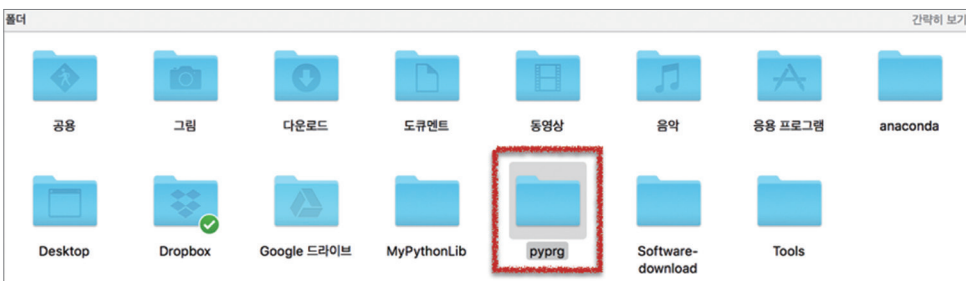 폴더 간략히 보기
공용 그림 다운로드 도큐멘트 동영상 음악 응용 프로그램 anaconda
Desktop Dropbox Google 드라이브 MyPythonLib pyprg Software-
download Tools